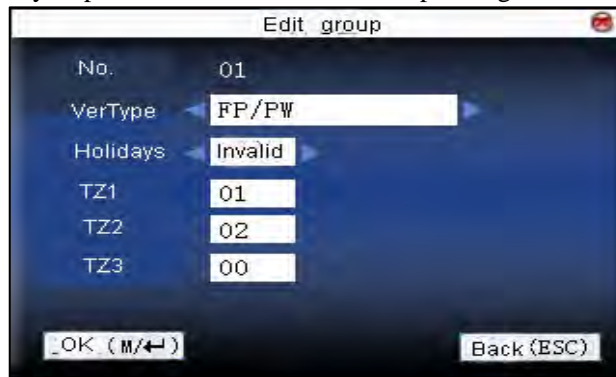 Edit group
No. 01
VerType FP/PW
Holidays Invalid
TZ1 01
TZ2 02
TZ3 00
OK (M/↵) Back (ESC)